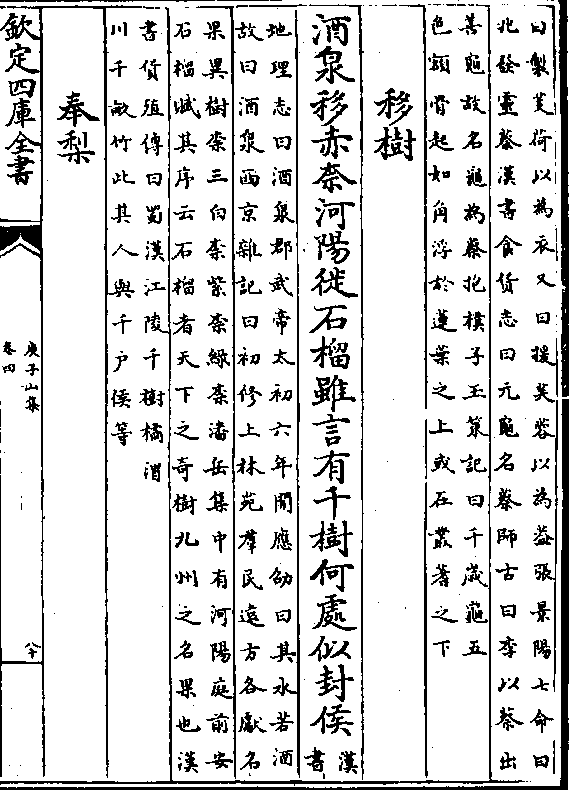 曰製芰荷以為衣又曰援芙蓉以為蓋張景陽七命曰
北發靈蔡漢書食貨志曰元龜名蔡師古曰李以蔡出
善龜故名龜為蔡抱樸子玉策記曰千歲龜五
色額骨起如角浮於蓮葉之上或在叢蓍之下
移樹
酒泉移赤柰河陽徙石榴雖言有千樹何處似封侯漢書
地理志曰酒泉郡武帝太初六年開應劭曰其水若酒
故曰酒泉西京雜記曰初修上林苑羣民遠方各獻名
果異樹柰三白柰紫柰綠柰潘岳集中有河陽庭前安
石榴賦其序云石榴者天下之奇樹九州之名果也漢
書貨殖傳曰蜀漢江陵千樹橘渭
川千畝竹此其人與千戶侯等
奉梨
欽定四庫全書
庾子山集
卷四
八十